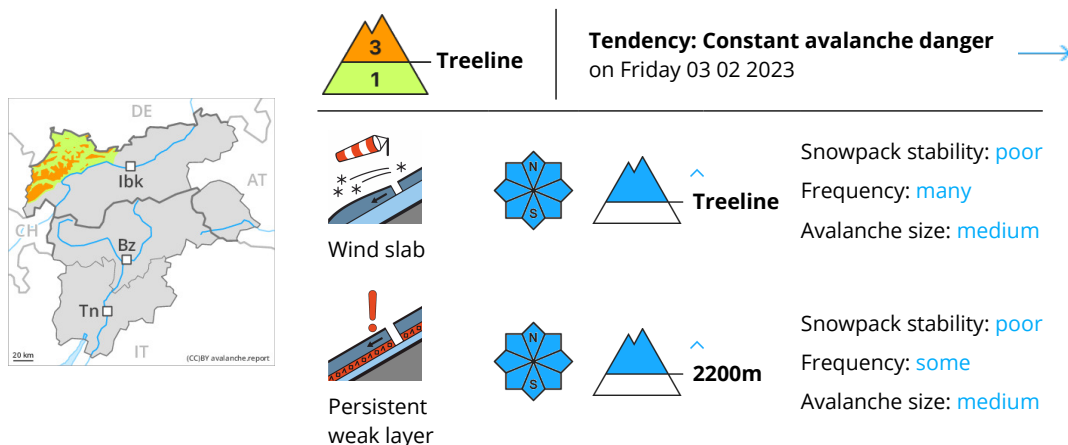 3
1
Treeline
Tendency: Constant avalanche danger
on Friday 03 02 2023
DE
AT
CH
IT
Ibk
Bz
Tn
20 km
(CC)BY avalanche.report
N
S
Treeline
Wind slab
Snowpack stability: poor
Frequency: many
Avalanche size: medium
N
S
2200m
Persistent
weak layer
Snowpack stability: poor
Frequency: some
Avalanche size: medium